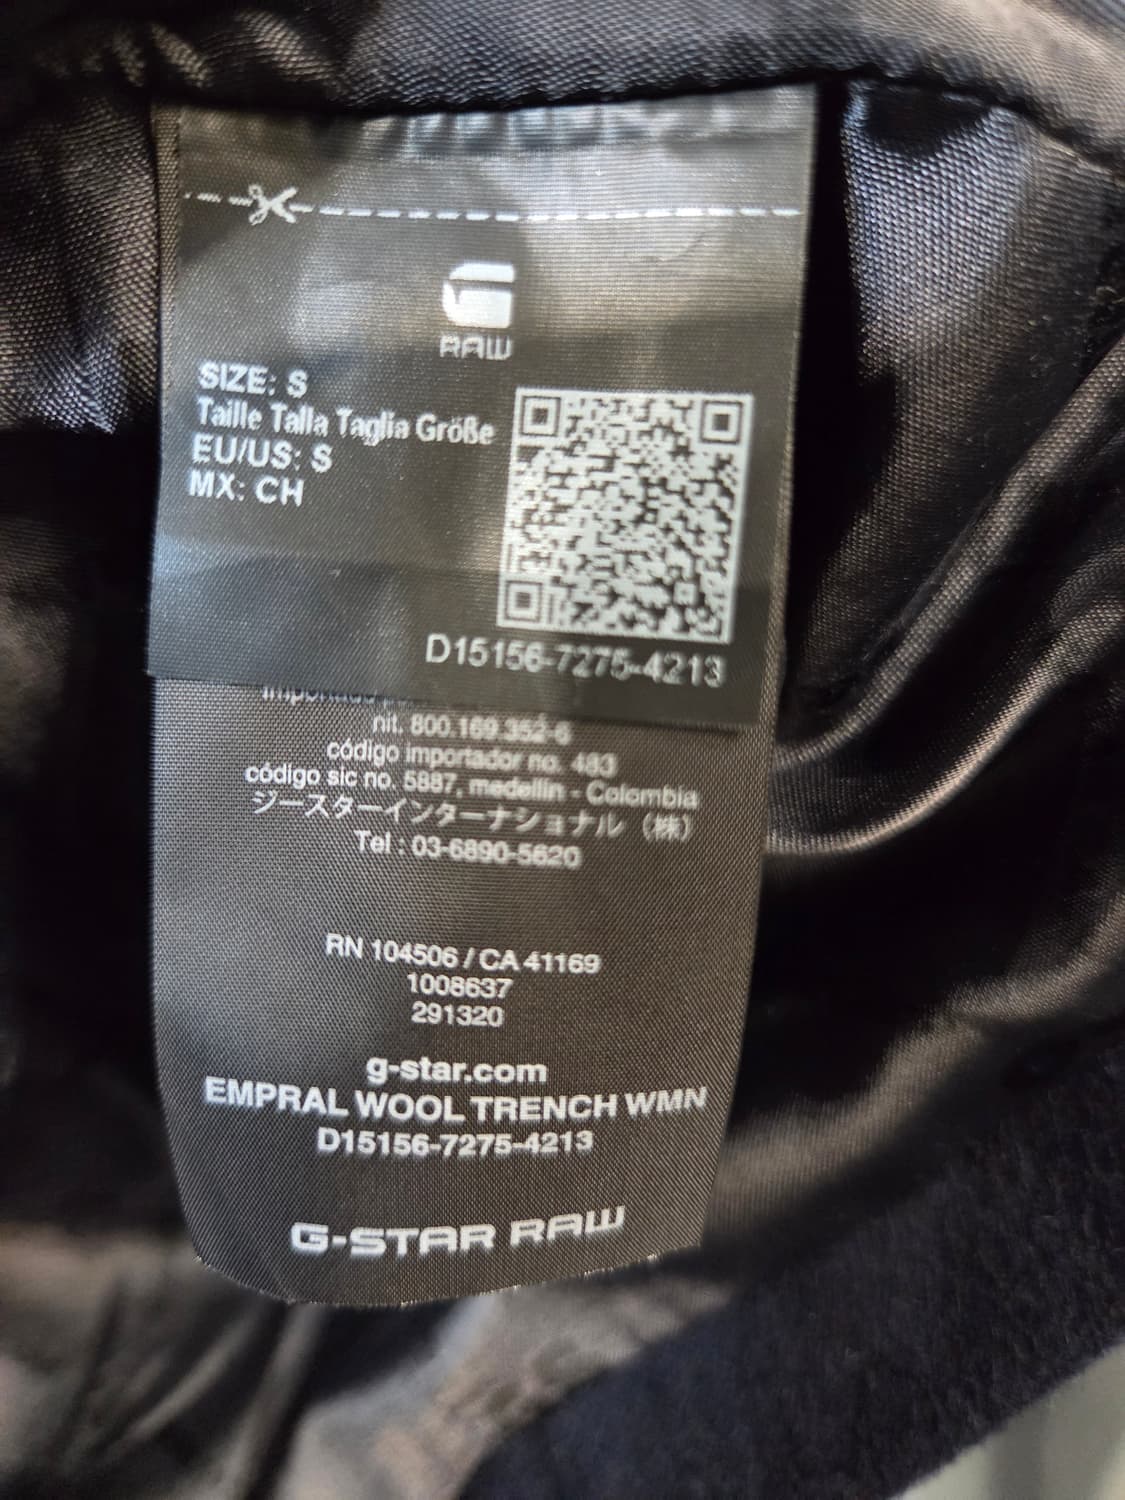 RAW
SIZE: S
Taille Talla Taglia Größe
EU/US: S
MX: CH
D15156-7275-4213
nit. 800.169.352-6
código importador no. 483
código sic no. 5887, medellin - Colombia
ジースターインターナショナル（株）
Tel : 03-6890-5620
RN 104506 / CA 41169
1008637
291320
g-star.com
EMPRAL WOOL TRENCH WMN
D15156-7275-4213
G-STAR RAW